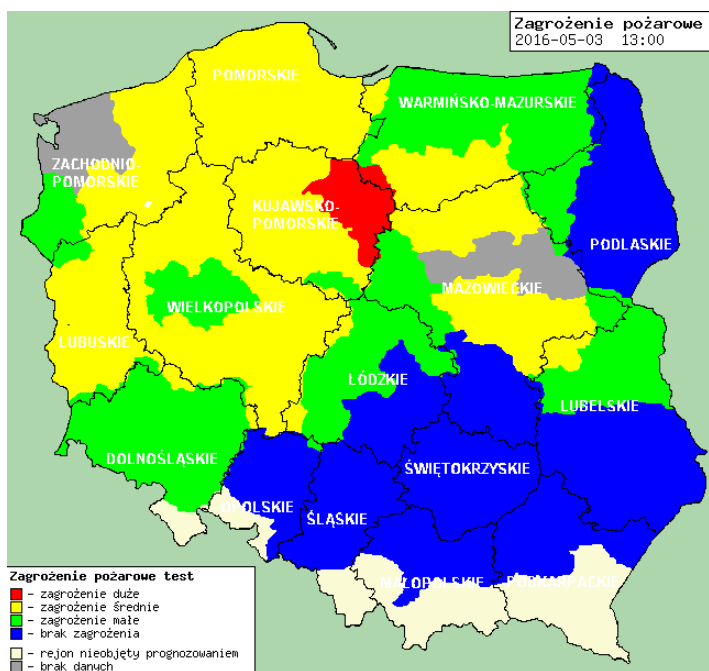 Zagrożenie pożarowe
2016-05-03 13:00
POMORSKIE
WARMIŃSKO-MAZURSKIE
ZACHODNIO-
POMORSKIE
KUJAWSKO-
POMORSKIE
PODLASKIE
MAZOWIECKIE
WIELKOPOLSKIE
LUBUSKIE
ŁÓDZKIE
LUBELSKIE
DOLNOŚLĄSKIE
ŚWIĘTOKRZYSKIE
OPOLSKIE
ŚLĄSKIE
MAŁOPOLSKIE
PODKARPACKIE
Zagrożenie pożarowe test
- zagrożenie duże
- zagrożenie średnie
- zagrożenie małe
- brak zagrożenia
- rejon nieobjęty prognozowaniem
- brak danych